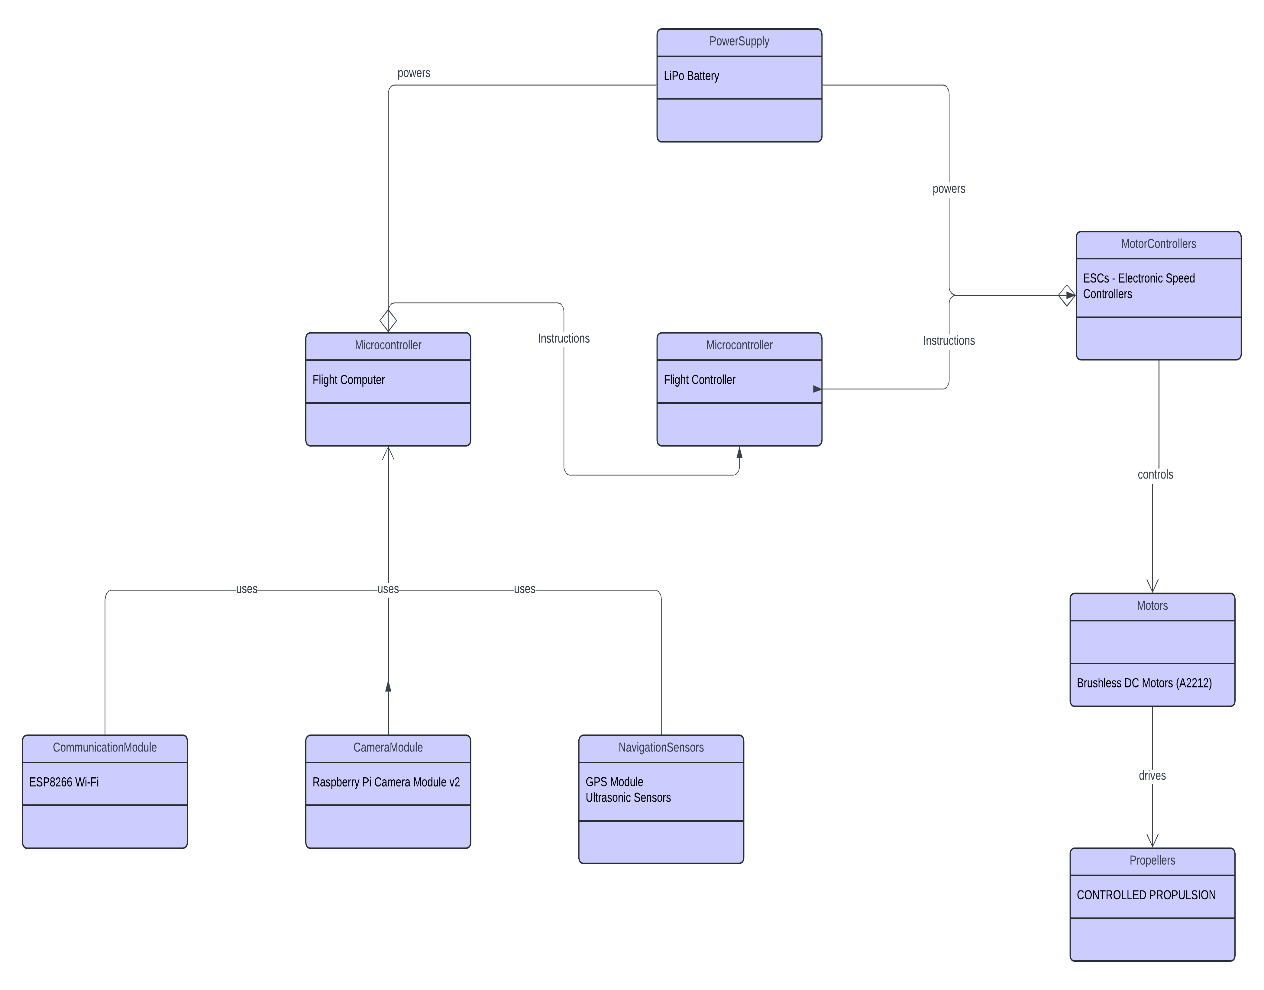 PowerSupply
LiPo Battery
powers
powers
MotorControllers
ESCs - Electronic Speed
Controllers
Instructions
Instructions
Microcontroller
Flight Computer
Microcontroller
Flight Controller
controls
uses
uses
uses
Motors
Brushless DC Motors (A2212)
CommunicationModule
ESP8266 Wi-Fi
CameraModule
Raspberry Pi Camera Module v2
NavigationSensors
GPS Module
Ultrasonic Sensors
drives
Propellers
CONTROLLED PROPULSION